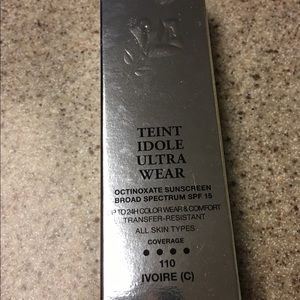 TEINT
IDOLE
ULTRA
WEAR
OCTINOXATE SUNSCREEN
BROAD SPECTRUM SPF 15
UP TO 24H COLOR WEAR & COMFORT
TRANSFER-RESISTANT
ALL SKIN TYPES
COVERAGE
110
IVOIRE (C)